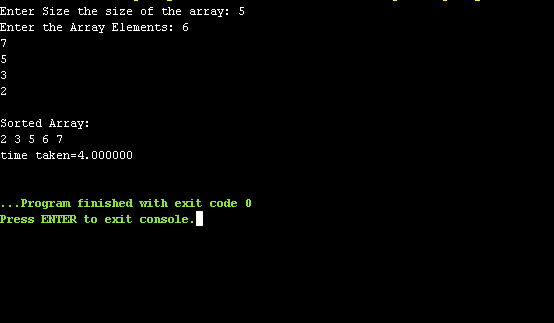 Enter Size the size of the array: 5
Enter the Array Elements: 6
7
5
3
2
Sorted Array:
2 3 5 6 7
time taken=4.000000
...Program finished with exit code 0
Press ENTER to exit console.